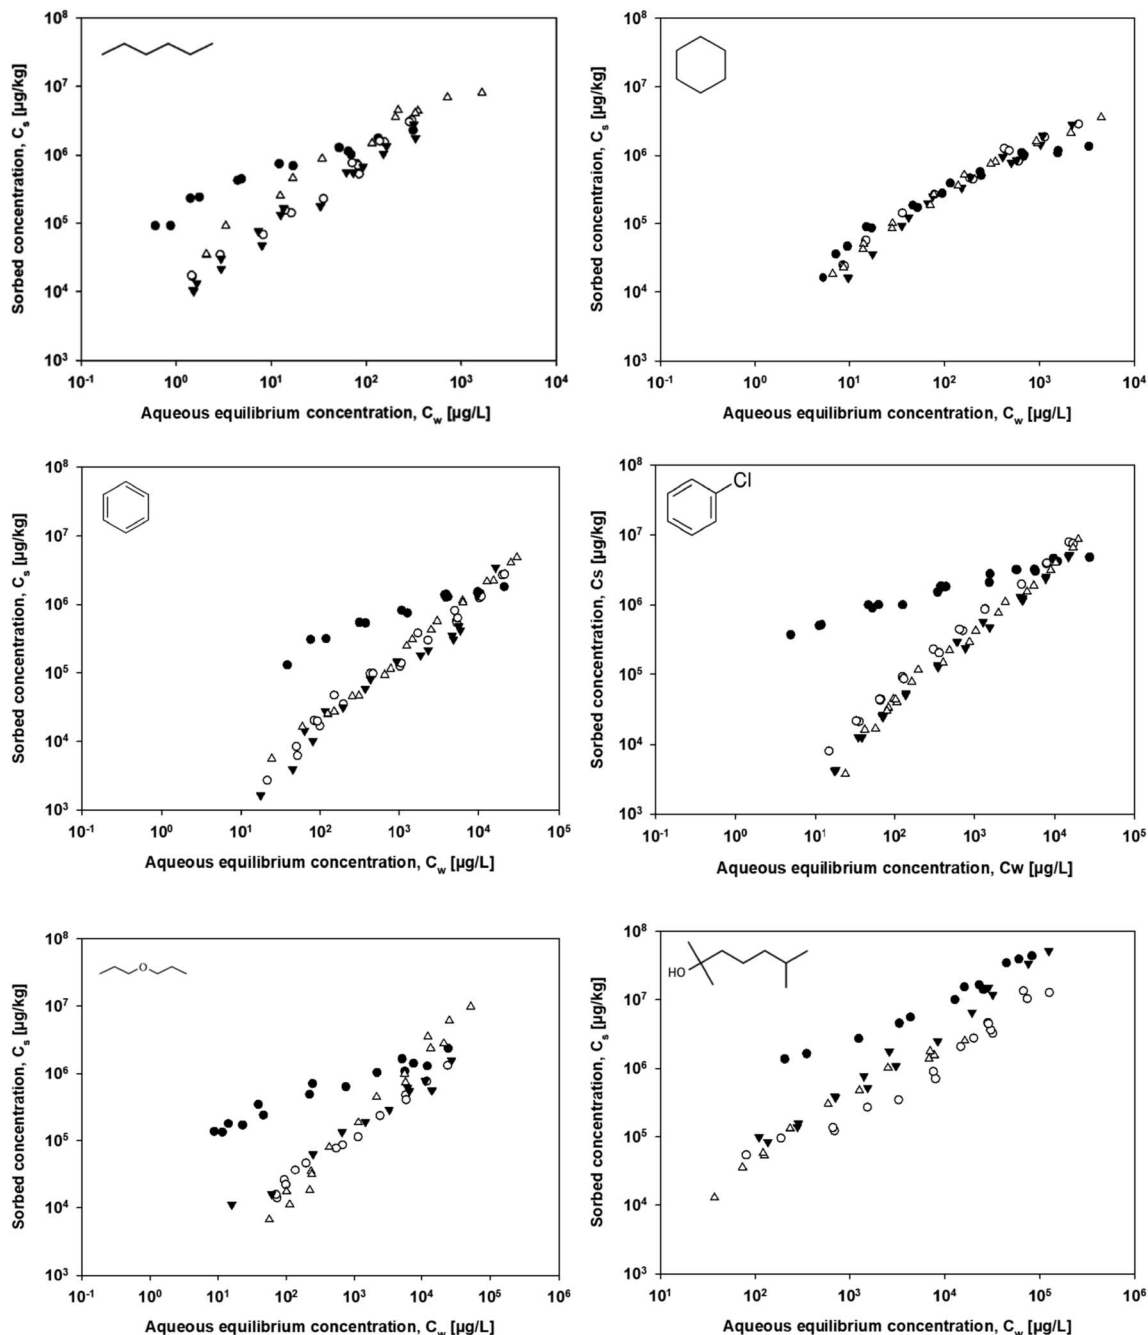 10⁸
10⁷
10⁶
10⁵
10⁴
10³
Sorbed concentration, Cₛ [µg/kg]
10⁻¹ 10⁰ 10¹ 10² 10³ 10⁴
Aqueous equilibrium concentration, C_w [µg/L]
10⁸
10⁷
10⁶
10⁵
10⁴
10³
Sorbed concentraion, Cₛ [µg/kg]
10⁻¹ 10⁰ 10¹ 10² 10³ 10⁴
Aqueous equilibrium concentration, C_w [µg/L]
10⁸
10⁷
10⁶
10⁵
10⁴
10³
Sorbed concentration, Cₛ [µg/kg]
10⁻¹ 10⁰ 10¹ 10² 10³ 10⁴ 10⁵
Aqueous equilibrium concentration, C_w [µg/L]
Cl
10⁸
10⁷
10⁶
10⁵
10⁴
10³
Sorbed concentration, Cs [µg/kg]
10⁻¹ 10⁰ 10¹ 10² 10³ 10⁴ 10⁵
Aqueous equilibrium concentration, Cw [µg/L]
O
10⁸
10⁷
10⁶
10⁵
10⁴
10³
Sorbed concentration, Cₛ [µg/kg]
10⁻¹ 10⁰ 10¹ 10² 10³ 10⁴ 10⁵ 10⁶
Aqueous equilibrium concentration, C_w [µg/L]
HO
10⁸
10⁷
10⁶
10⁵
10⁴
10³
Sorbed concentration, Cₛ [µg/kg]
10¹ 10² 10³ 10⁴ 10⁵ 10⁶
Aqueous equilibrium concentration, C_w [µg/L]